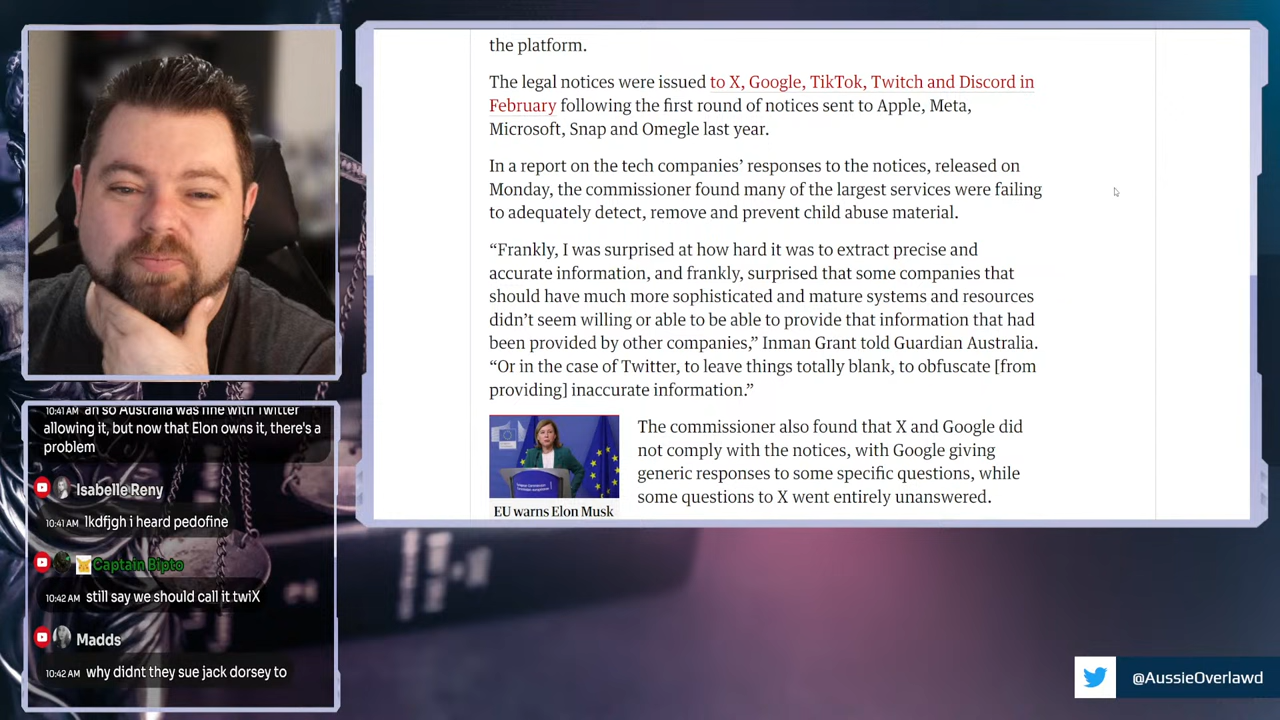 the platform.
The legal notices were issued to X, Google, TikTok, Twitch and Discord in
February following the first round of notices sent to Apple, Meta,
Microsoft, Snap and Omegle last year.
In a report on the tech companies’ responses to the notices, released on
Monday, the commissioner found many of the largest services were failing
to adequately detect, remove and prevent child abuse material.
“Frankly, I was surprised at how hard it was to extract precise and
accurate information, and frankly, surprised that some companies that
should have much more sophisticated and mature systems and resources
didn’t seem willing or able to be able to provide that information that had
been provided by other companies,” Inman Grant told Guardian Australia.
“Or in the case of Twitter, to leave things totally blank, to obfuscate [from
providing] inaccurate information.”
The commissioner also found that X and Google did
not comply with the notices, with Google giving
generic responses to some specific questions, while
some questions to X went entirely unanswered.
EU warns Elon Musk
10:41 AM ah so Australia was fine with Twitter
allowing it, but now that Elon owns it, there's a
problem
Isabelle Reny
10:41 AM lkdfjgh i heard pedofine
Captain Bipto
10:42 AM still say we should call it twiX
Madds
10:42 AM why didnt they sue jack dorsey to
@AussieOverlawd